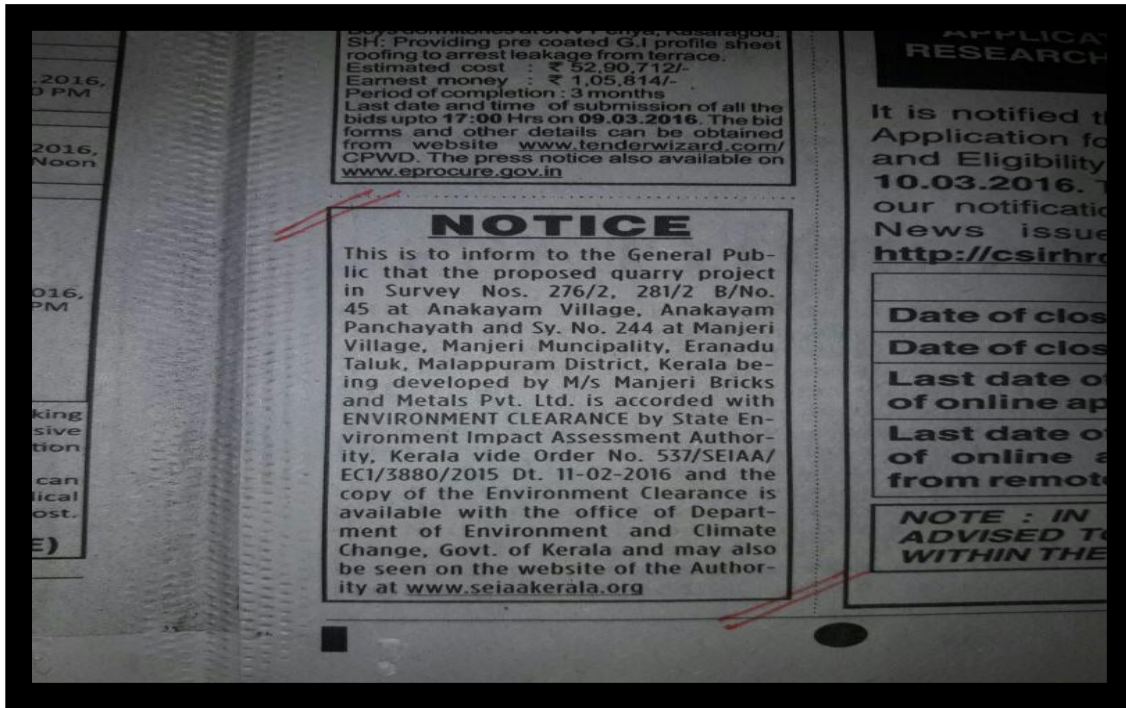 .2016,
0 PM
2016,
Noon
016,
PM
king
sive
tion
can
lical
ost.
E)
SH: Providing pre coated G.I profile sheet
roofing to arrest leakage from terrace.
Estimated cost : ₹ 52,90,712/-
Earnest money : ₹ 1,05,814/-
Period of completion : 3 months
Last date and time of submission of all the
bids upto 17:00 Hrs on 09.03.2016. The bid
forms and other details can be obtained
from website www.tenderwizard.com/
CPWD. The press notice also available on
www.eprocure.gov.in
NOTICE
This is to inform to the General Pub-
lic that the proposed quarry project
in Survey Nos. 276/2, 281/2 B/No.
45 at Anakayam Village, Anakayam
Panchayath and Sy. No. 244 at Manjeri
Village, Manjeri Muncipality, Eranadu
Taluk, Malappuram District, Kerala be-
ing developed by M/s Manjeri Bricks
and Metals Pvt. Ltd. is accorded with
ENVIRONMENT CLEARANCE by State En-
vironment Impact Assessment Author-
ity, Kerala vide Order No. 537/SEIAA/
EC1/3880/2015 Dt. 11-02-2016 and the
copy of the Environment Clearance is
available with the office of Depart-
ment of Environment and Climate
Change, Govt. of Kerala and may also
be seen on the website of the Author-
ity at www.seiaakerala.org
APPLICA
RESEARCH
It is notified t
Application fo
and Eligibility
10.03.2016. T
our notificatio
News issue
http://csirhrd
Date of clos
Date of clos
Last date o
of online ap
Last date o
of online a
from remot
NOTE : IN
ADVISED TO
WITHIN THE